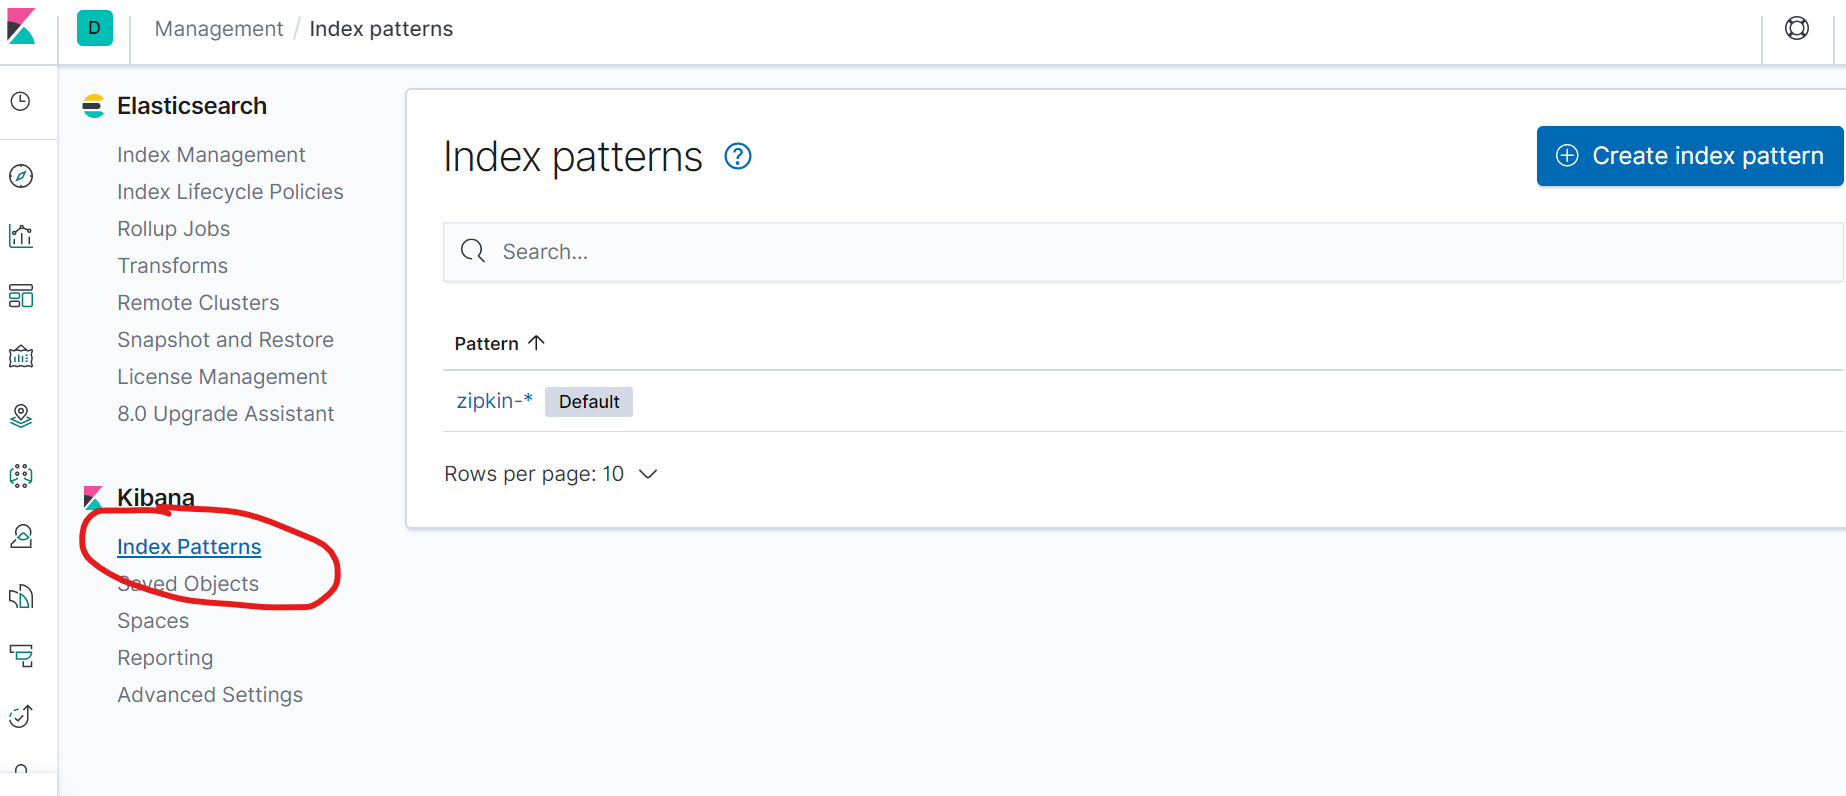 D Management / Index patterns
Elasticsearch
Index Management
Index Lifecycle Policies
Rollup Jobs
Transforms
Remote Clusters
Snapshot and Restore
License Management
8.0 Upgrade Assistant
Kibana
Index Patterns
Saved Objects
Spaces
Reporting
Advanced Settings
Index patterns ?
Create index pattern
Search...
Pattern ↑
zipkin-* Default
Rows per page: 10